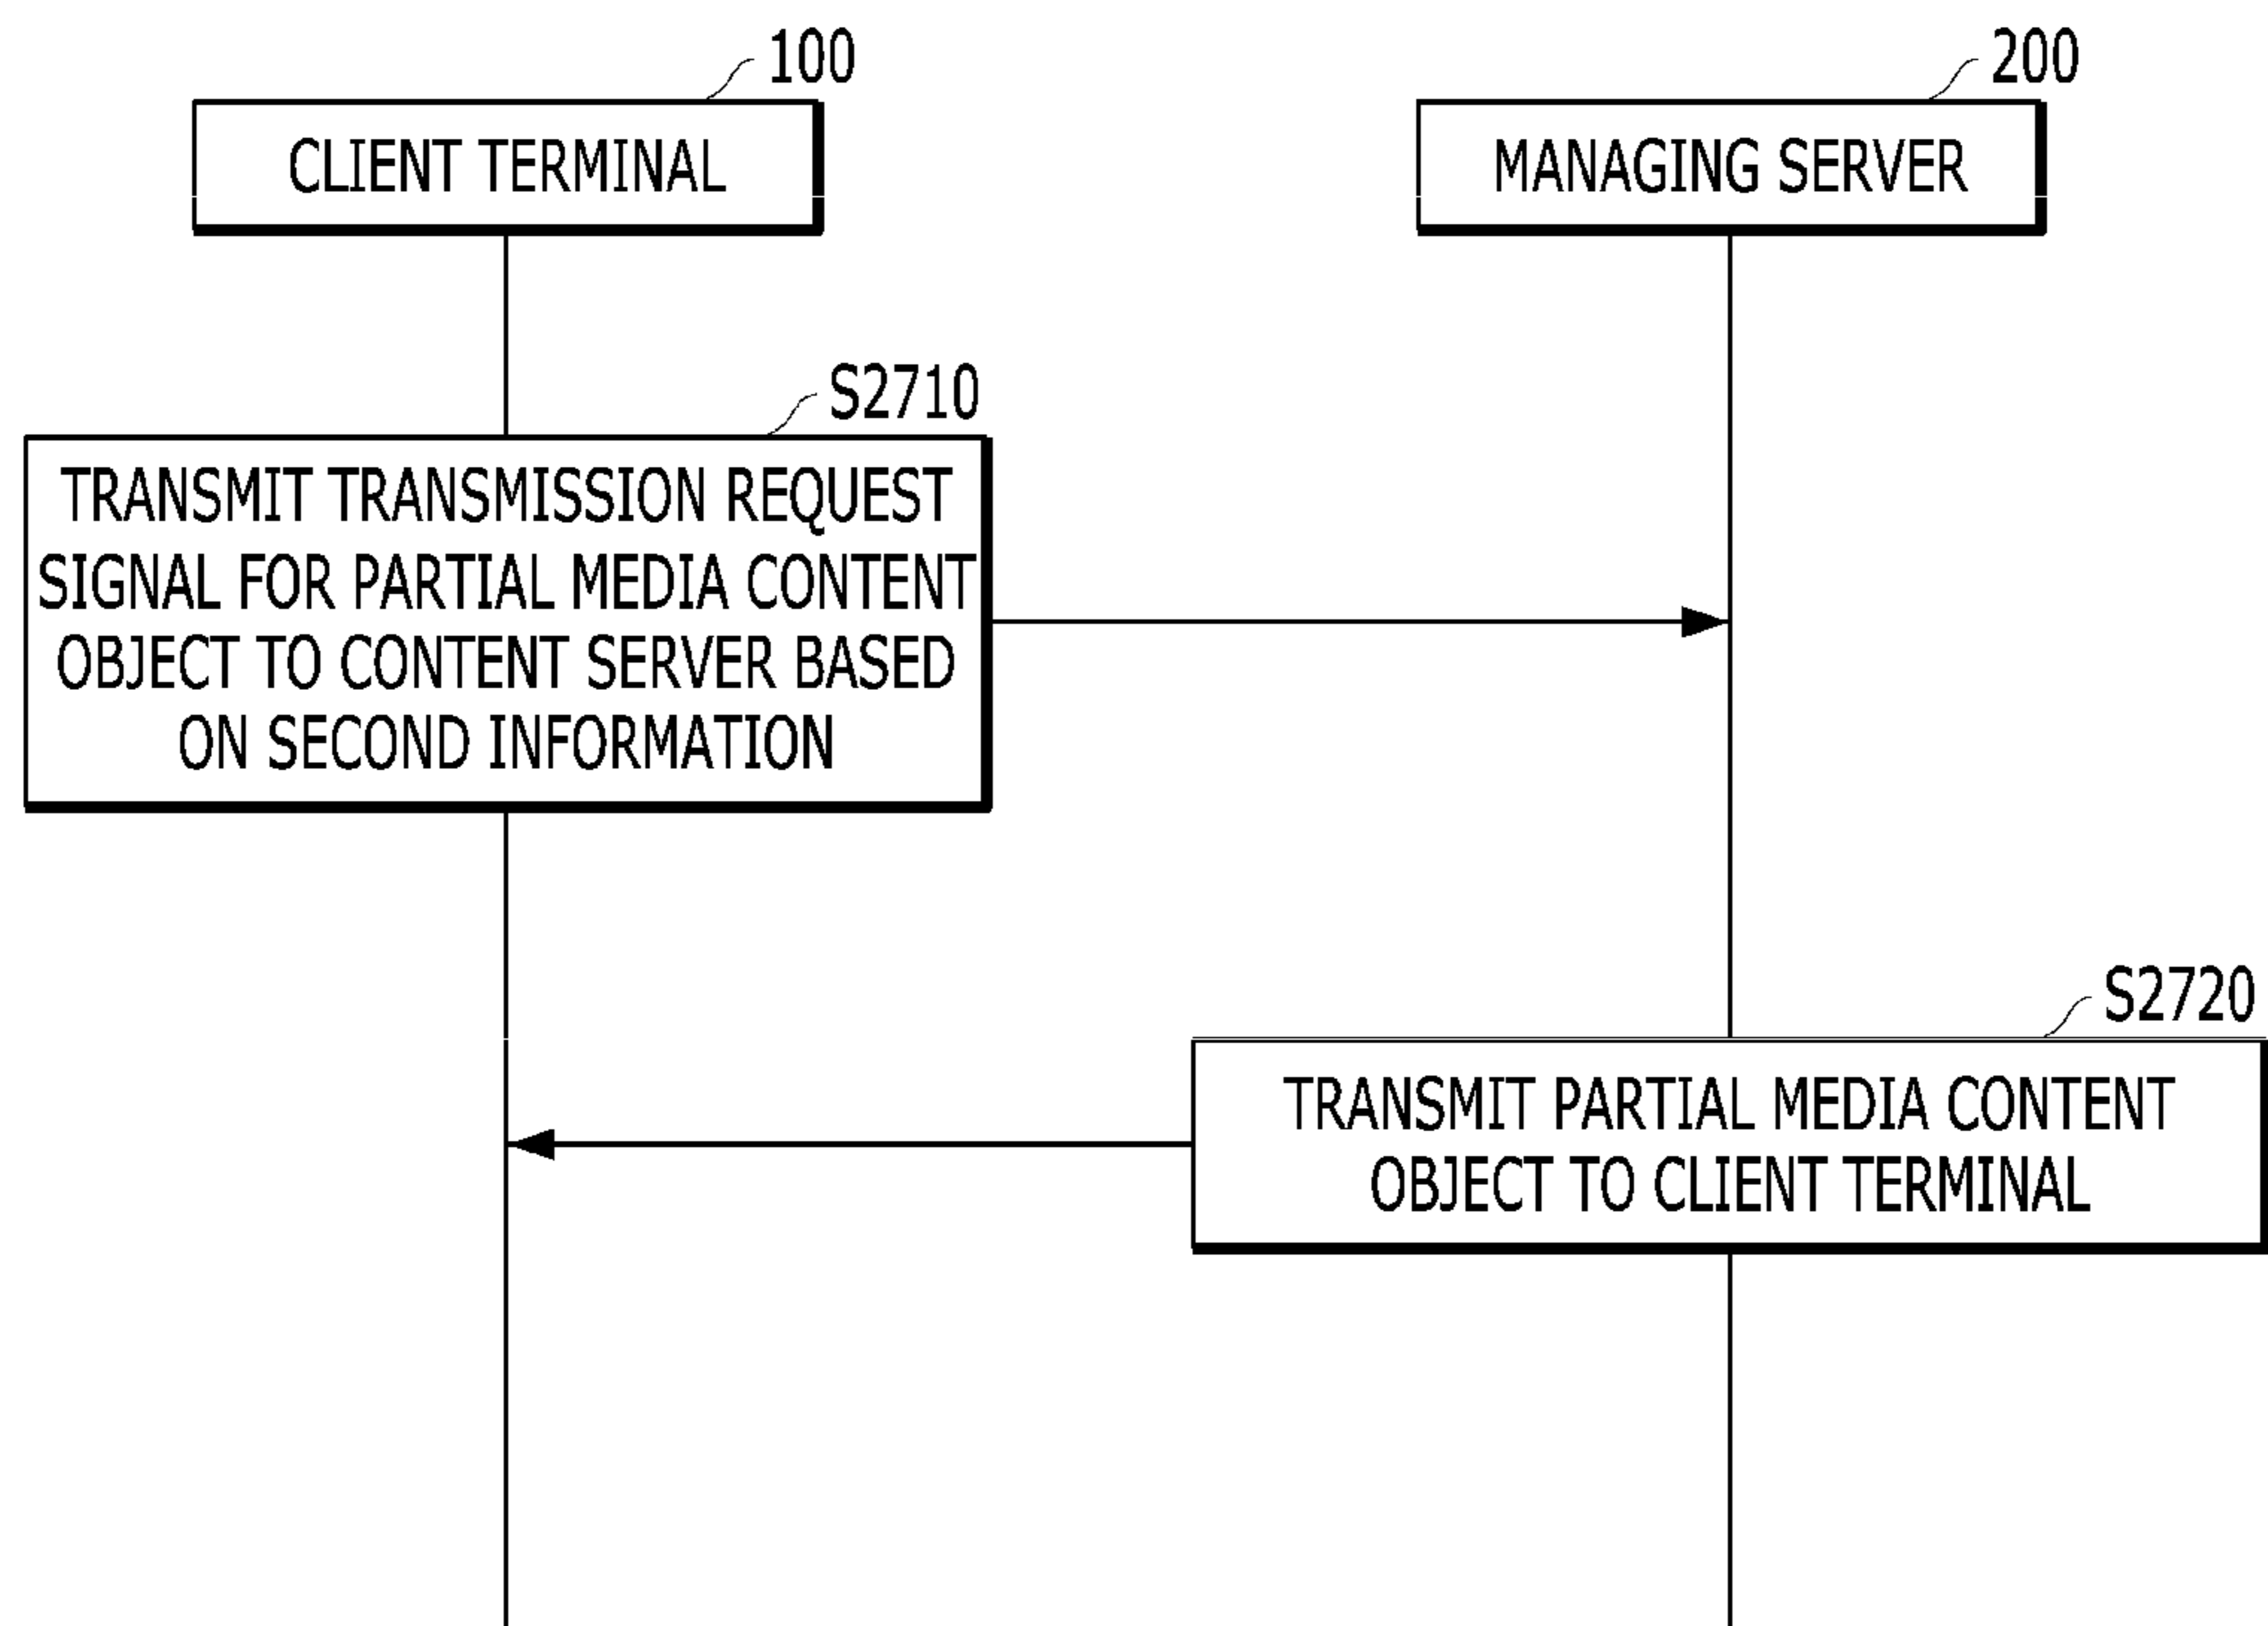 100
200
CLIENT TERMINAL
MANAGING SERVER
S2710
TRANSMIT TRANSMISSION REQUEST
SIGNAL FOR PARTIAL MEDIA CONTENT
OBJECT TO CONTENT SERVER BASED
ON SECOND INFORMATION
S2720
TRANSMIT PARTIAL MEDIA CONTENT
OBJECT TO CLIENT TERMINAL